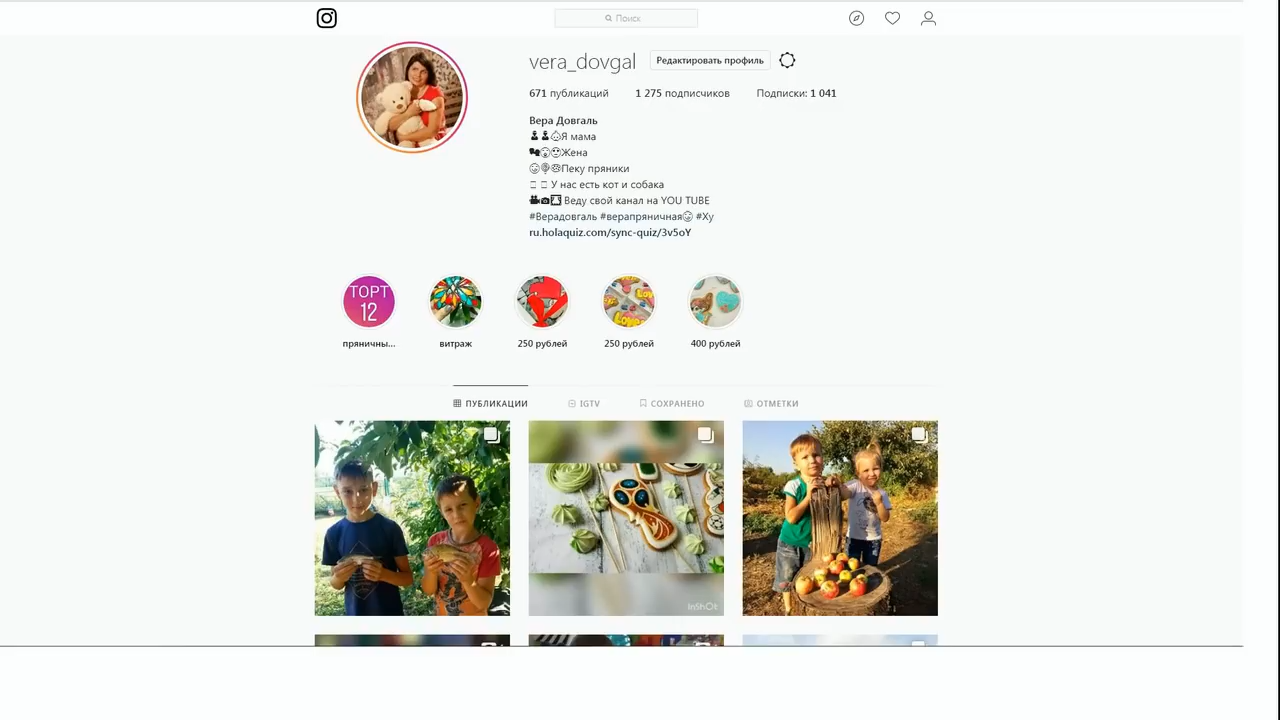 Поиск
vera_dovgal Редактировать профиль
671 публикаций 1 275 подписчиков Подписки: 1 041
Вера Довгаль
Я мама
Жена
Пеку пряники
У нас есть кот и собака
Веду свой канал на YOU TUBE
#Верадовгаль #верапряничная #Ху
ru.holaquiz.com/sync-quiz/3v5oY
ТОРТ
12
пряничны... витраж 250 рублей 250 рублей 400 рублей
ПУБЛИКАЦИИ IGTV СОХРАНЕНО ОТМЕТКИ
InShOt